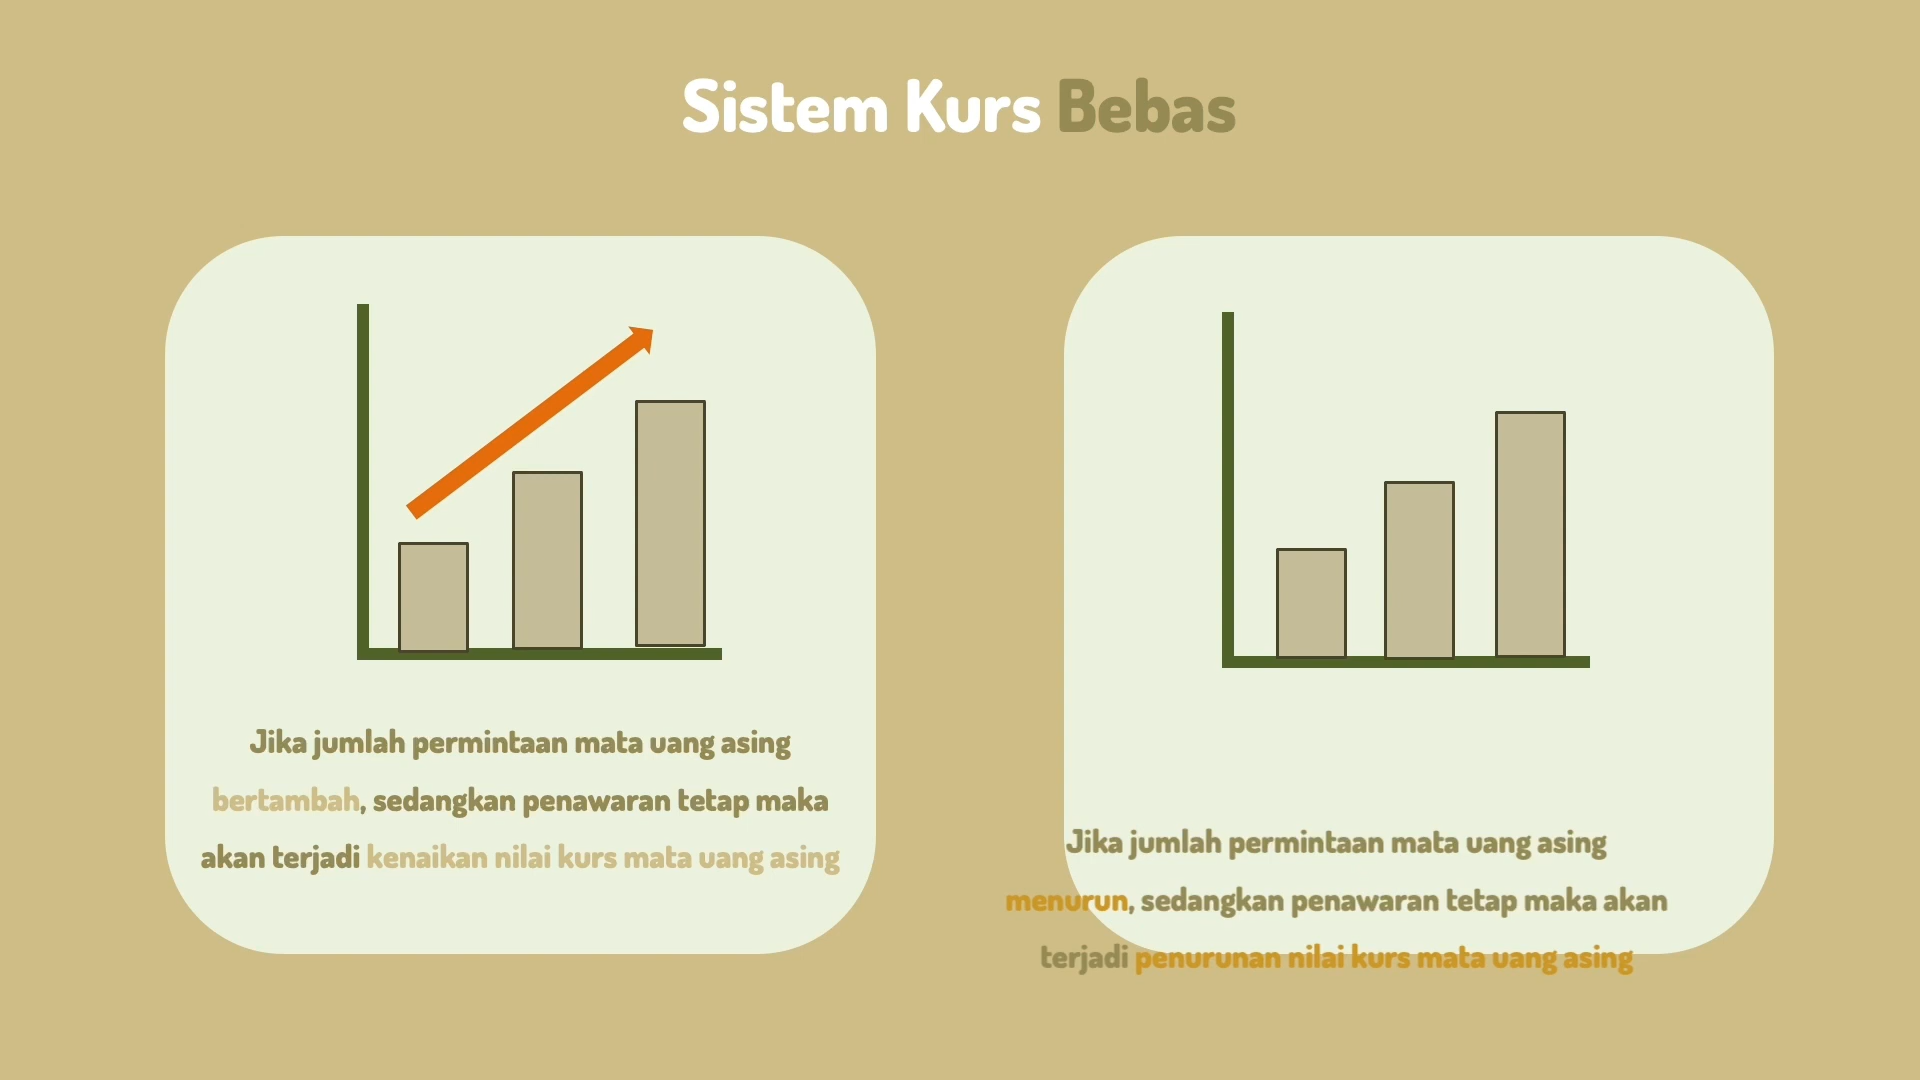 Sistem Kurs Bebas
Jika jumlah permintaan mata uang asing
bertambah, sedangkan penawaran tetap maka
akan terjadi kenaikan nilai kurs mata uang asing
Jika jumlah permintaan mata uang asing
menurun, sedangkan penawaran tetap maka akan
terjadi penurunan nilai kurs mata uang asing